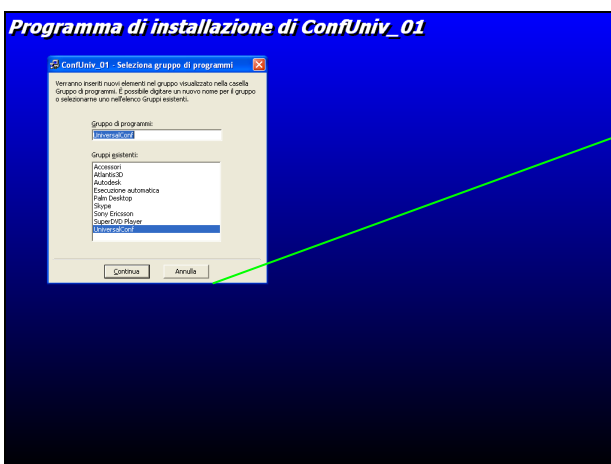 Programma di installazione di ConfUniv_01
ConfUniv_01 - Seleziona gruppo di programmi
Verranno inseriti nuovi elementi nel gruppo visualizzato nella casella
Gruppo di programmi. È possibile digitare un nuovo nome per il gruppo
o selezionarne uno nell'elenco Gruppi esistenti.
Gruppo di programmi:
UniversalConf
Gruppi esistenti:
Accessori
Atlantis3D
Autodesk
Esecuzione automatica
Palm Desktop
Skype
Sony Ericsson
SuperDVD Player
UniversalConf
Continua Annulla